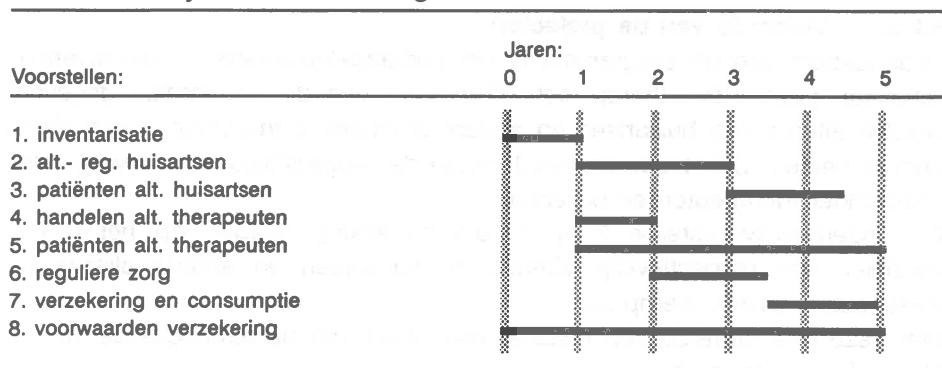 Jaren:
Voorstellen: 0 1 2 3 4 5
1. inventarisatie
2. alt.- reg. huisartsen
3. patiënten alt. huisartsen
4. handelen alt. therapeuten
5. patiënten alt. therapeuten
6. reguliere zorg
7. verzekering en consumptie
8. voorwaarden verzekering